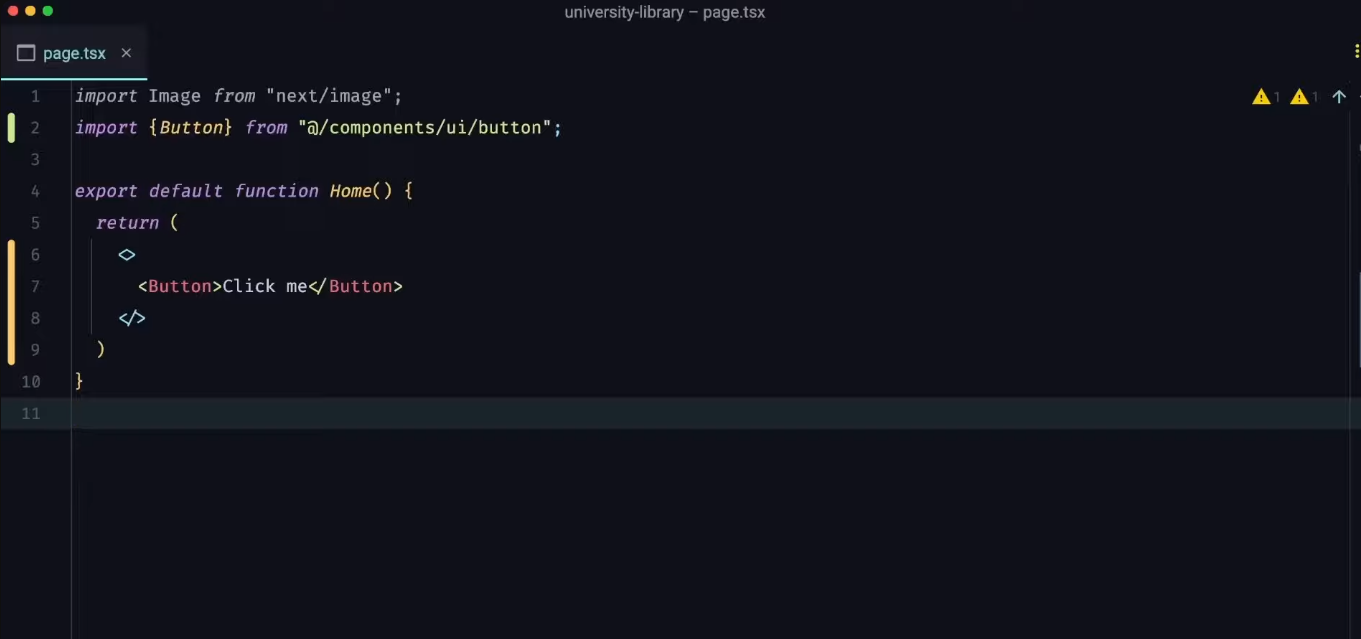 university-library – page.tsx
page.tsx ×
1 import Image from "next/image";
1 1
2 import {Button} from "@/components/ui/button";
3
4 export default function Home() {
5 return (
6 <>
7 <Button>Click me</Button>
8 </>
9 )
10 }
11